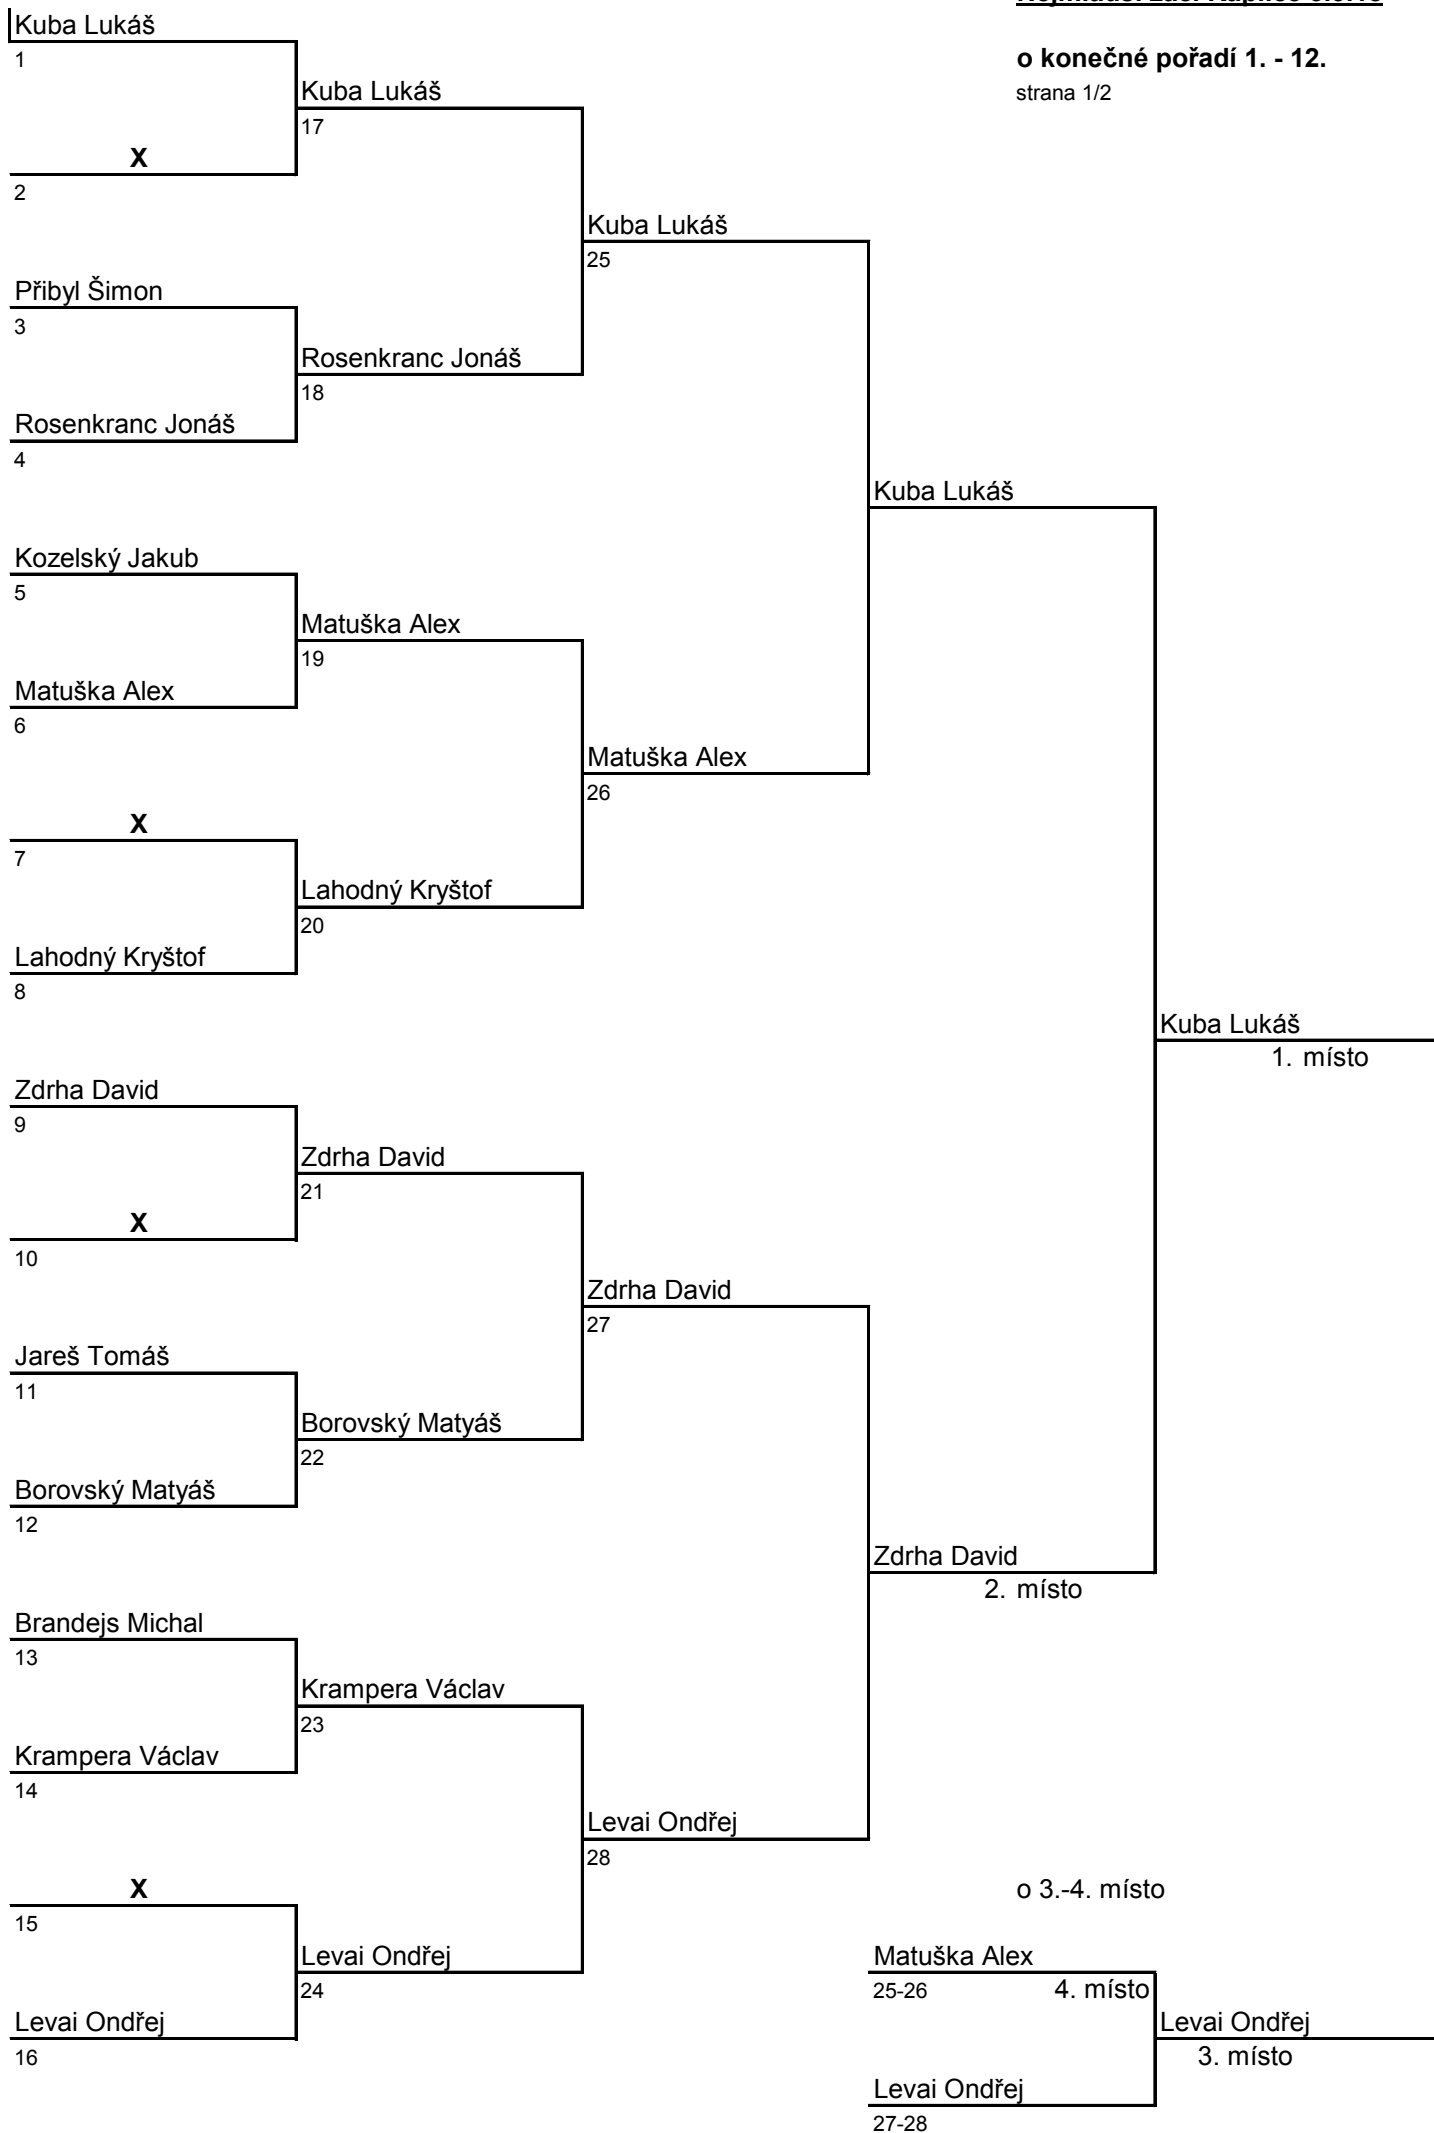 Kuba Lukáš
1
o konečné pořadí 1. - 12.
Kuba Lukáš
strana 1/2
17
X
2
Kuba Lukáš
25
Přibyl Šimon
3
Rosenkranc Jonáš
18
Rosenkranc Jonáš
4
Kuba Lukáš
Kozelský Jakub
5
Matuška Alex
19
Matuška Alex
6
Matuška Alex
26
X
7
Lahodný Kryštof
20
Lahodný Kryštof
8
Kuba Lukáš
1. místo
Zdrha David
9
Zdrha David
21
X
10
Zdrha David
27
Jareš Tomáš
11
Borovský Matyáš
22
Borovský Matyáš
12
Zdrha David
2. místo
Brandejs Michal
13
Krampera Václav
23
Krampera Václav
14
Levai Ondřej
28
X
o 3.-4. místo
15
Levai Ondřej
Matuška Alex
24
25-26 4. místo
Levai Ondřej
Levai Ondřej
16
3. místo
Levai Ondřej
27-28